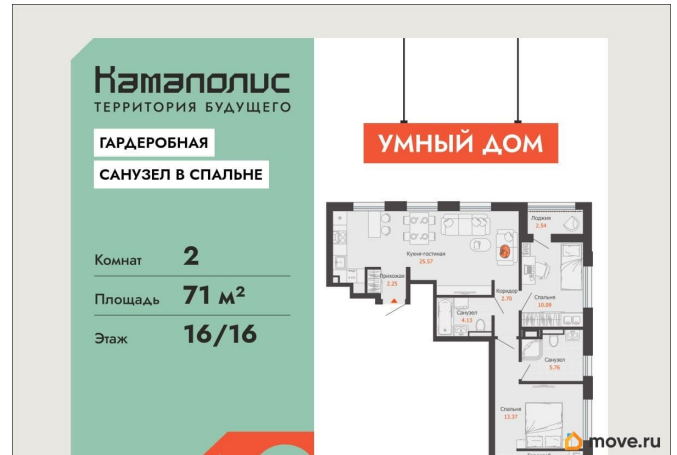 Камаполис
ТЕРРИТОРИЯ БУДУЩЕГО
ГАРДЕРОБНАЯ
САНУЗЕЛ В СПАЛЬНЕ
Комнат 2
Площадь 71 м²
Этаж 16/16
УМНЫЙ ДОМ
Лоджия
2.54
Кухня-гостиная
25.57
Прихожая
2.25
Коридор
2.70
Спальня
10.09
Санузел
4.13
Санузел
5.76
Спальня
13.37
move.ru